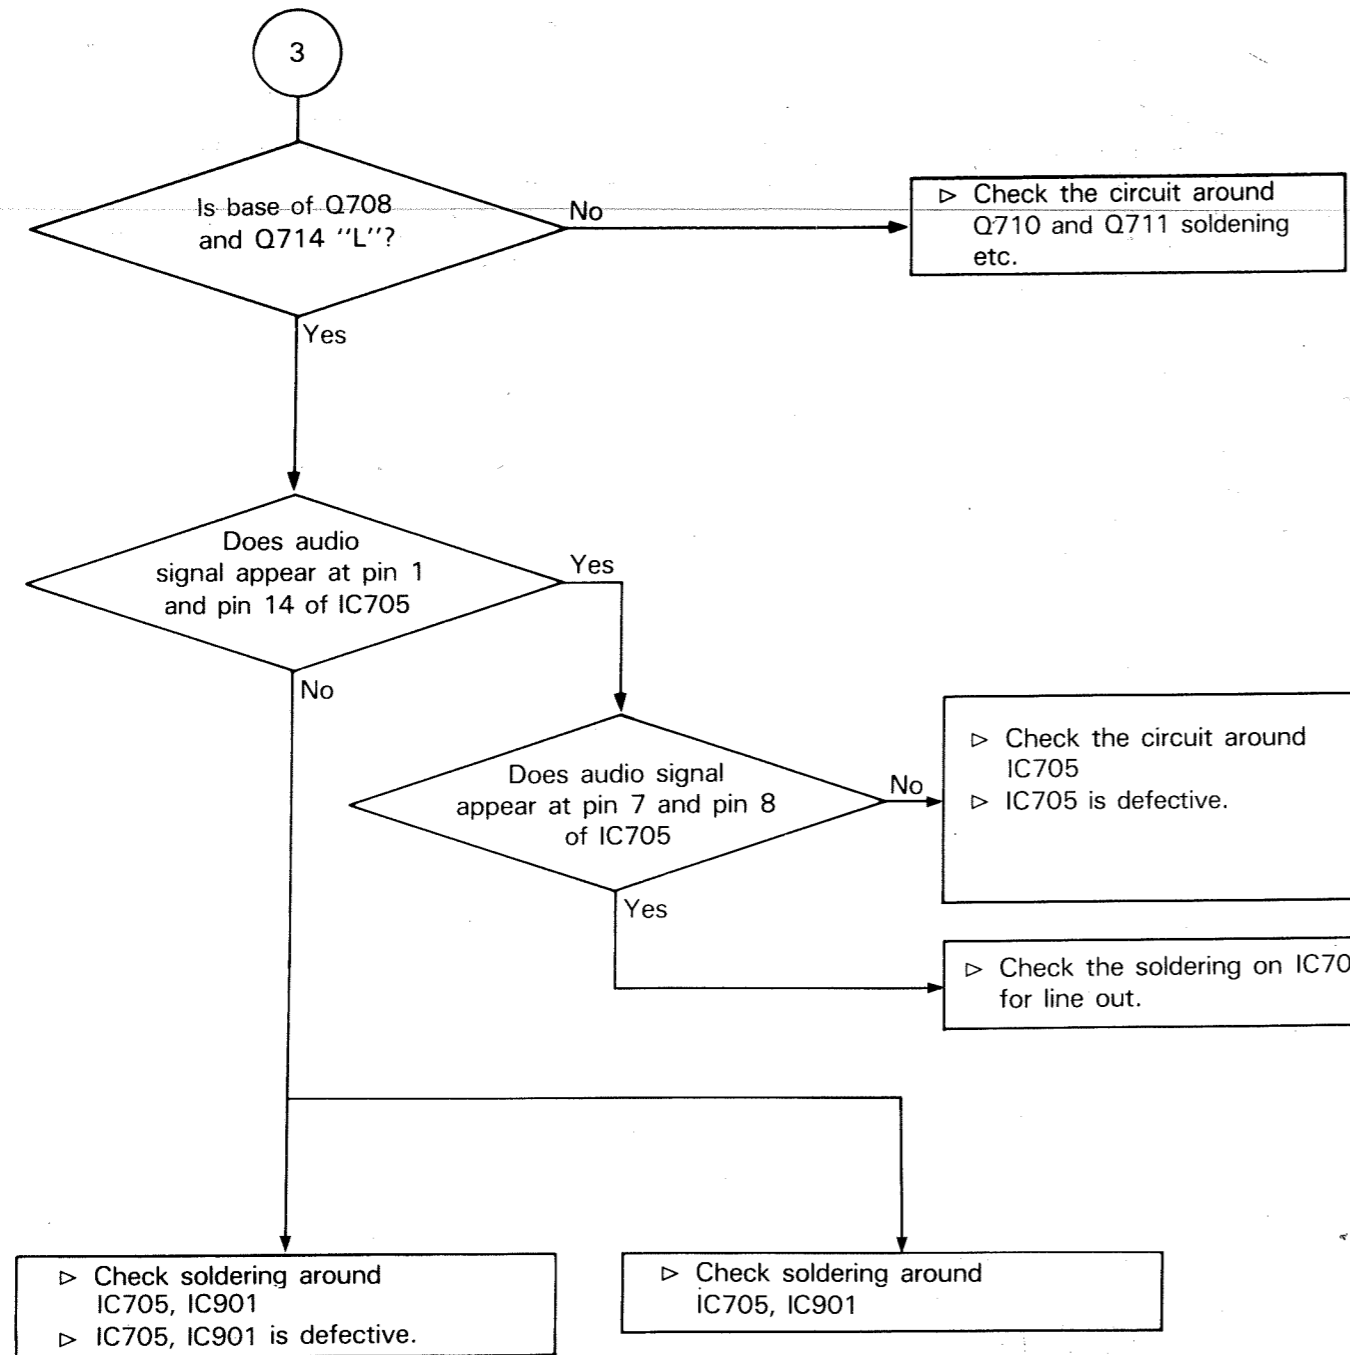 3
Is base of Q708
and Q714 "L"?
No
▷ Check the circuit around
Q710 and Q711 soldening
etc.
Yes
Does audio
signal appear at pin 1
and pin 14 of IC705
Yes
No
Does audio signal
appear at pin 7 and pin 8
of IC705
No
▷ Check the circuit around
IC705
▷ IC705 is defective.
Yes
▷ Check the soldering on
for line out.
▷ Check soldering around
IC705, IC901
▷ IC705, IC901 is defective.
▷ Check soldering around
IC705, IC901